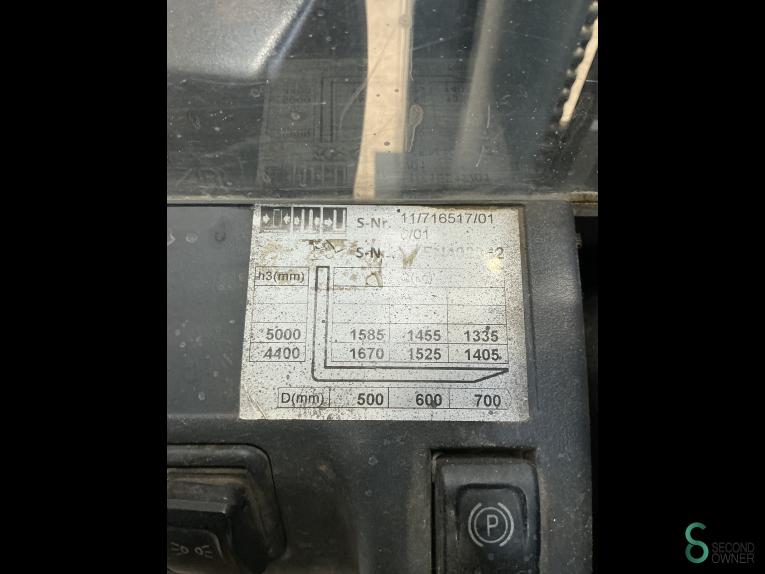 S-Nr. 11/716517/01
/01
S-N
h3(mm)
5000 1585 1455 1335
4400 1670 1525 1405
D(mm) 500 600 700
P
SECOND
OWNER